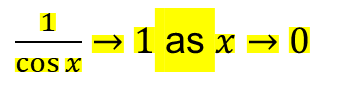 1/cos x → 1 as x → 0